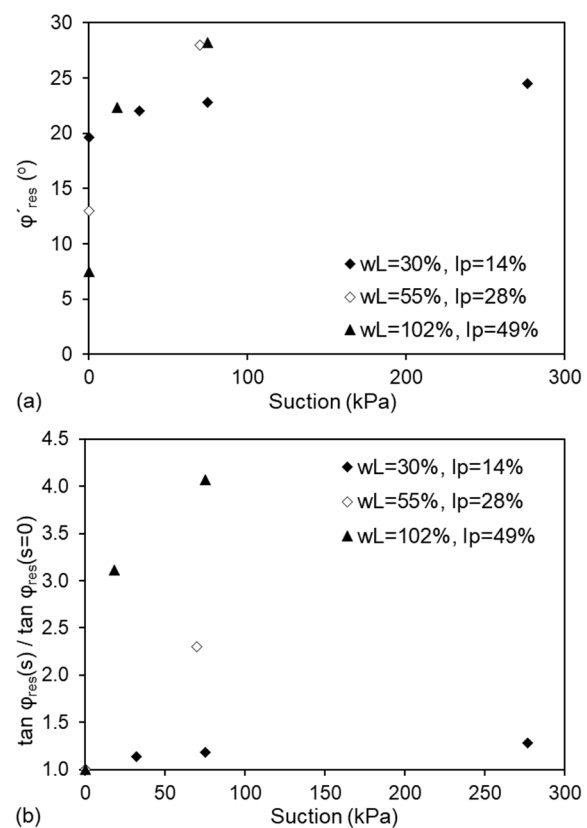 30
25
20
15
10
5
0
φ´res (º)
wL=30%, Ip=14%
wL=55%, Ip=28%
wL=102%, Ip=49%
0 100 200 300
(a) Suction (kPa)
4.5
4.0
3.5
3.0
2.5
2.0
1.5
1.0
tan φres(s) / tan φres(s=0)
wL=30%, Ip=14%
wL=55%, Ip=28%
wL=102%, Ip=49%
0 50 100 150 200 250 300
(b) Suction (kPa)